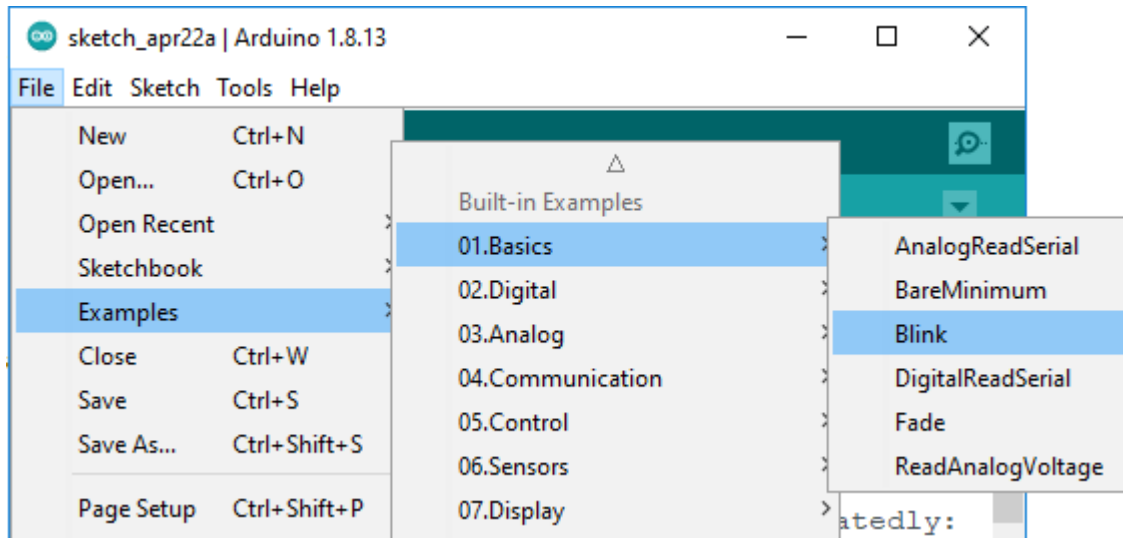 sketch_apr22a | Arduino 1.8.13
File Edit Sketch Tools Help
New Ctrl+N
Open... Ctrl+O
Open Recent
Sketchbook
Examples
Close Ctrl+W
Save Ctrl+S
Save As... Ctrl+Shift+S
Page Setup Ctrl+Shift+P
Built-in Examples
01.Basics
02.Digital
03.Analog
04.Communication
05.Control
06.Sensors
07.Display
AnalogReadSerial
BareMinimum
Blink
DigitalReadSerial
Fade
ReadAnalogVoltage
atedly: